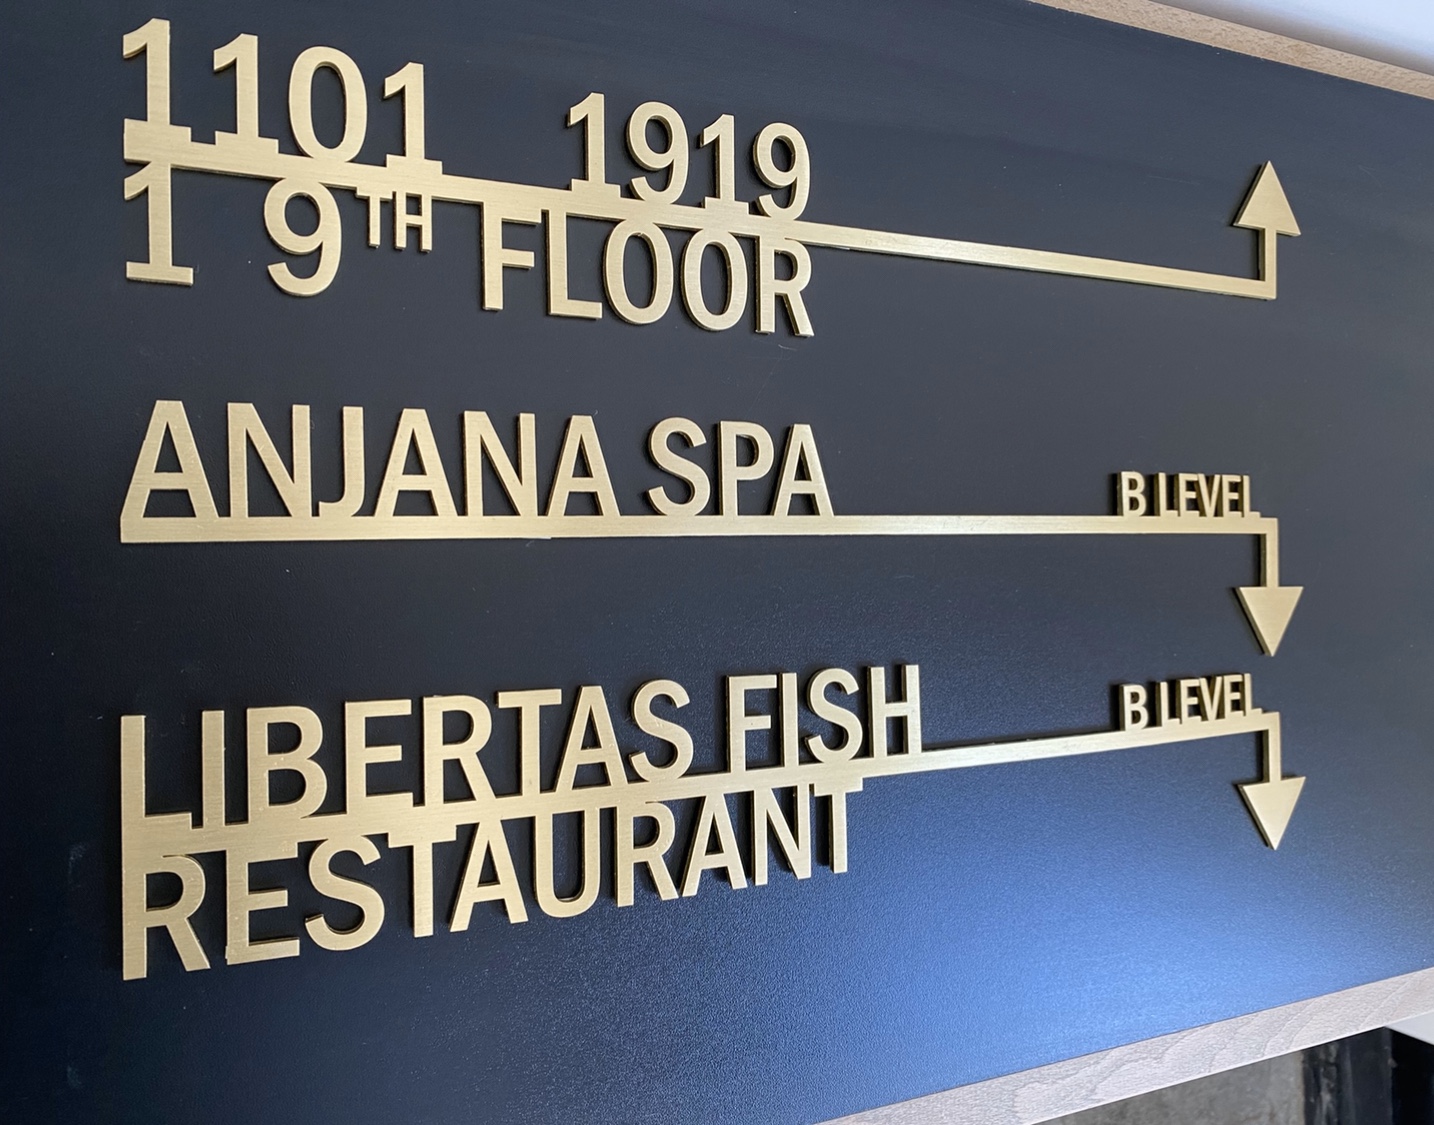 1101 1919
1 9TH FLOOR
ANJANA SPA
B LEVEL
LIBERTAS FISH
B LEVEL
RESTAURANT